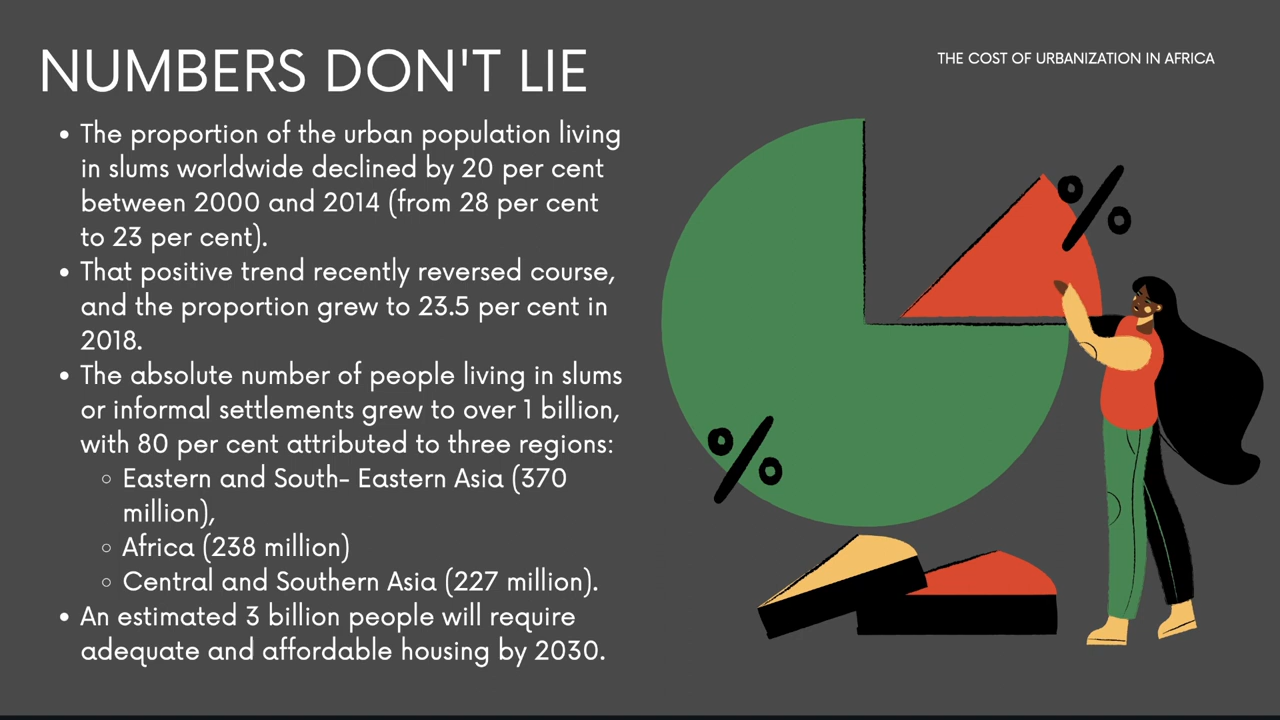 NUMBERS DON'T LIE
THE COST OF URBANIZATION IN AFRICA
• The proportion of the urban population living
in slums worldwide declined by 20 per cent
between 2000 and 2014 (from 28 per cent
to 23 per cent).
• That positive trend recently reversed course,
and the proportion grew to 23.5 per cent in
2018.
• The absolute number of people living in slums
or informal settlements grew to over 1 billion,
with 80 per cent attributed to three regions:
◦ Eastern and South- Eastern Asia (370
million),
◦ Africa (238 million)
◦ Central and Southern Asia (227 million).
• An estimated 3 billion people will require
adequate and affordable housing by 2030.
%
%